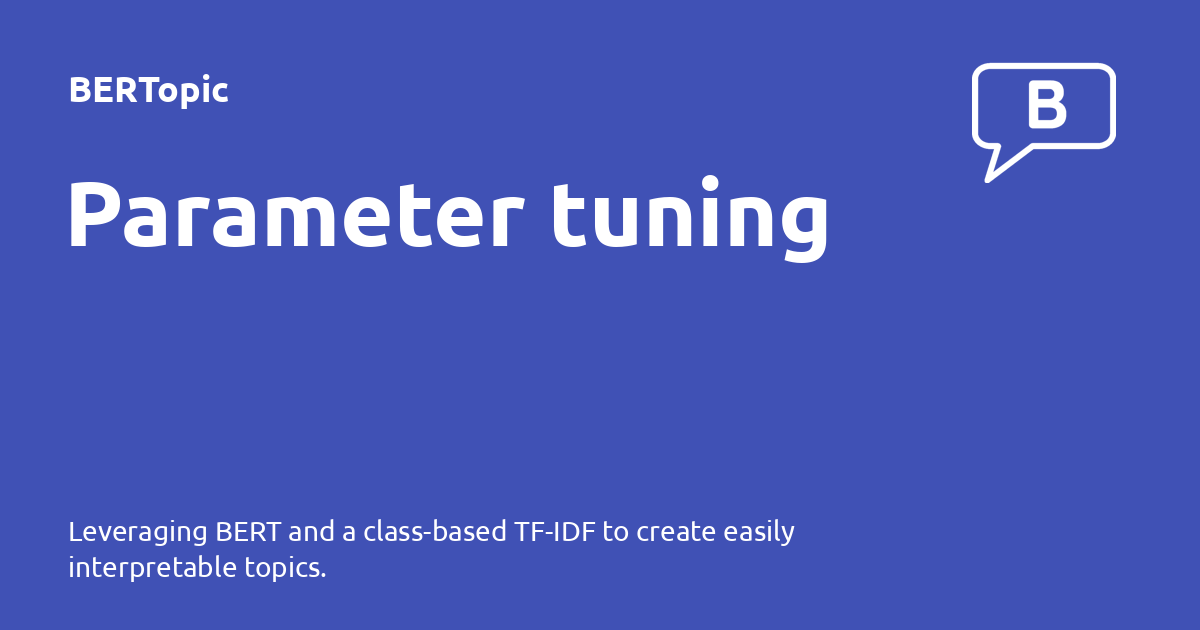 BERTopic
B
Parameter tuning
Leveraging BERT and a class-based TF-IDF to create easily
interpretable topics.